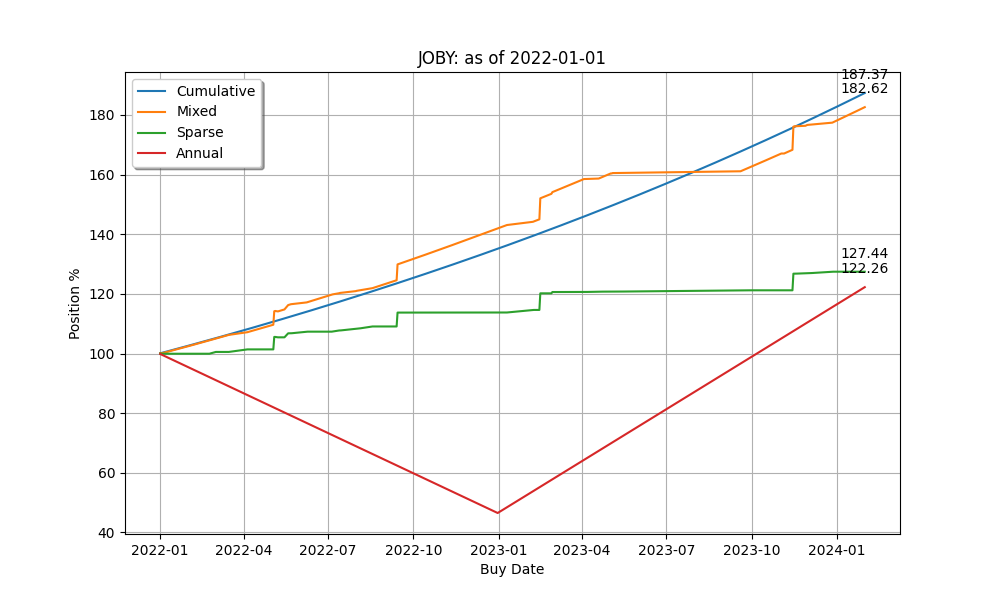 JOBY: as of 2022-01-01
Cumulative
Mixed
Sparse
Annual
187.37
182.62
127.44
122.26
Position %
180
160
140
120
100
80
60
40
2022-01 2022-04 2022-07 2022-10 2023-01 2023-04 2023-07 2023-10 2024-01
Buy Date